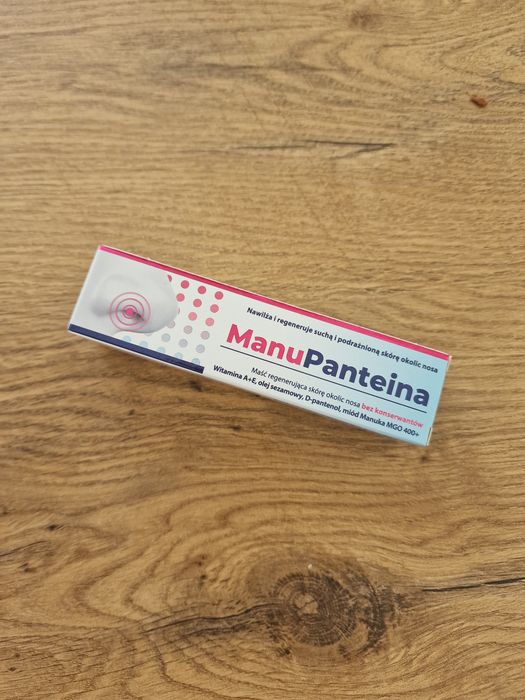 Nawilża i regeneruje suchą i podrażnioną skórę okolic nosa
ManuPanteina
Maść regenerująca skórę okolic nosa bez konserwantów
Witamina A+E, olej sezamowy, D-pantenol, miód Manuka MGO 400+